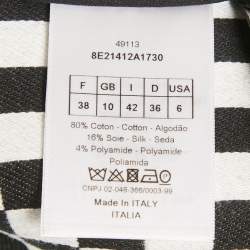 49113
8E21412A1730
F GB I D USA
38 10 42 36 6
80% Coton - Cotton - Algodão
16% Soie - Silk - Seda
4% Polyamide - Polyamide
Poliamida
CNPJ 02-048-366/0003-99
Made In ITALY
ITALIA